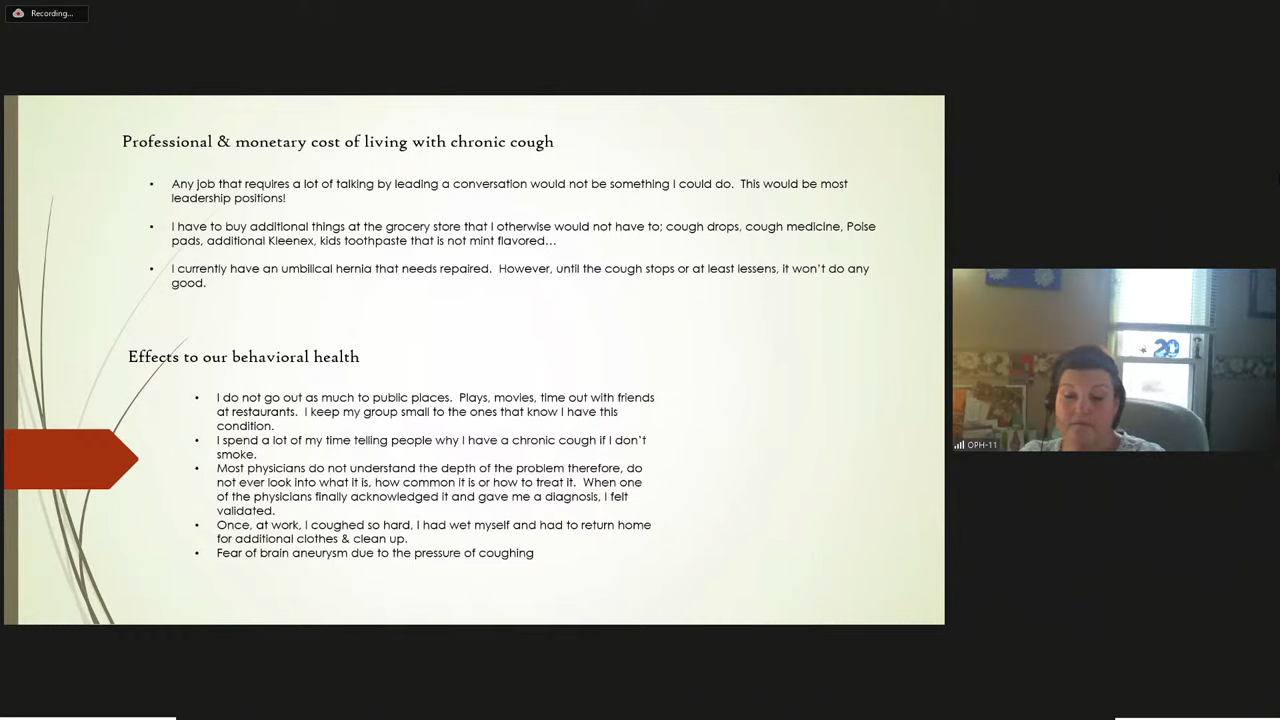 Recording...
Professional & monetary cost of living with chronic cough
• Any job that requires a lot of talking by leading a conversation would not be something I could do. This would be most
leadership positions!
• I have to buy additional things at the grocery store that I otherwise would not have to; cough drops, cough medicine, Poise
pads, additional Kleenex, kids toothpaste that is not mint flavored…
• I currently have an umbilical hernia that needs repaired. However, until the cough stops or at least lessens, it won't do any
good.
Effects to our behavioral health
• I do not go out as much to public places. Plays, movies, time out with friends
at restaurants. I keep my group small to the ones that know I have this
condition.
• I spend a lot of my time telling people why I have a chronic cough if I don't
smoke.
• Most physicians do not understand the depth of the problem therefore, do
not ever look into what it is, how common it is or how to treat it. When one
of the physicians finally acknowledged it and gave me a diagnosis, I felt
validated.
• Once, at work, I coughed so hard, I had wet myself and had to return home
for additional clothes & clean up.
• Fear of brain aneurysm due to the pressure of coughing
20
OPH-11